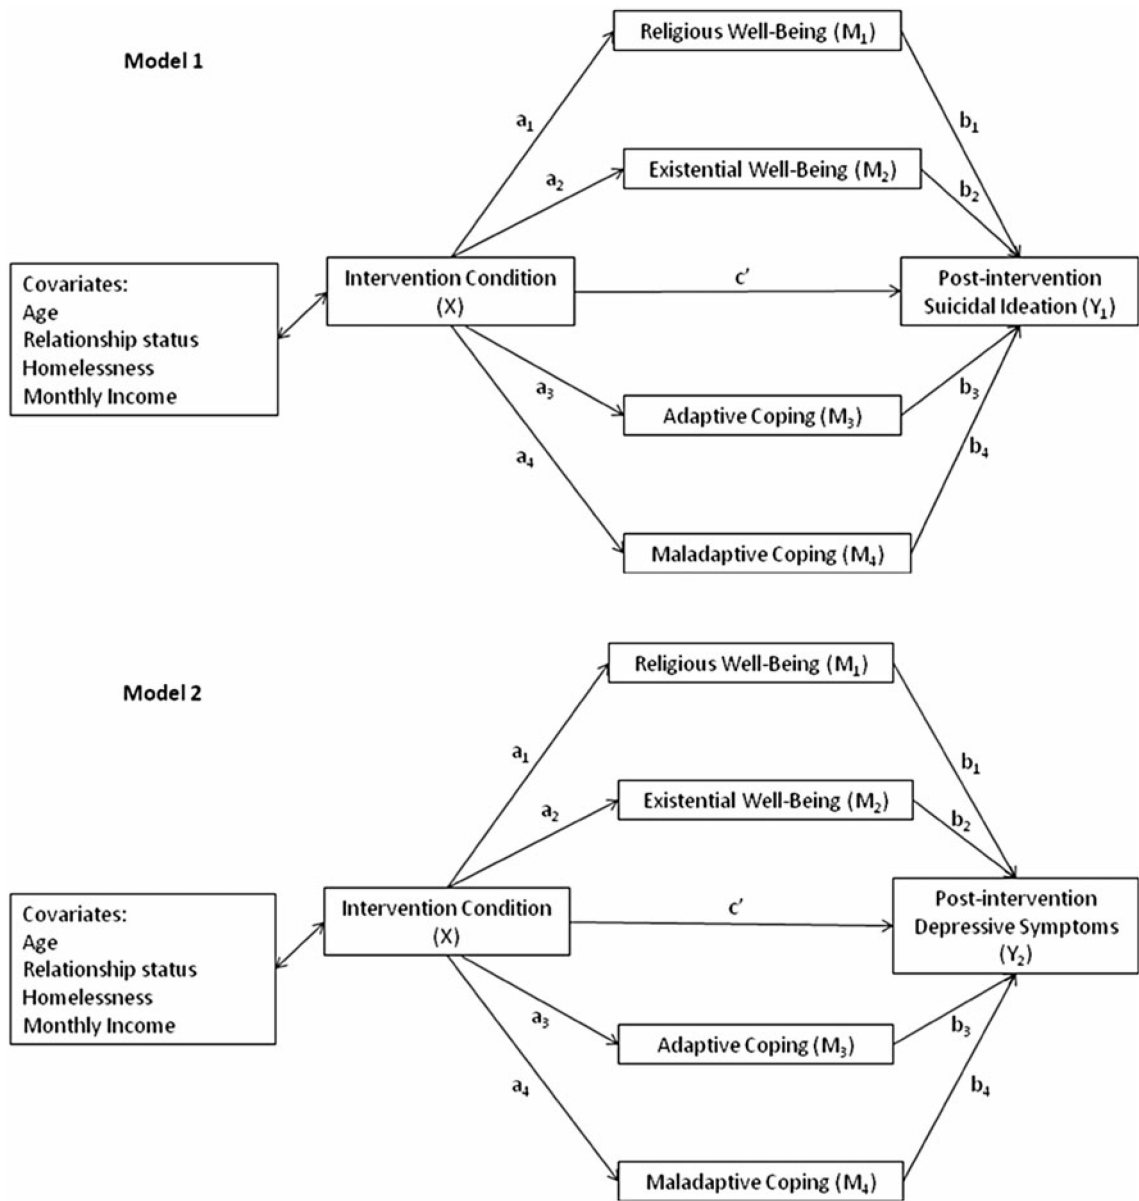 Model 1
Religious Well-Being (M₁)
a₁
b₁
Existential Well-Being (M₂)
a₂
b₂
Covariates:
Age
Relationship status
Homelessness
Monthly Income
Intervention Condition
(X)
c’
Post-intervention
Suicidal Ideation (Y₁)
a₃
b₃
Adaptive Coping (M₃)
a₄
b₄
Maladaptive Coping (M₄)
Model 2
Religious Well-Being (M₁)
a₁
b₁
Existential Well-Being (M₂)
a₂
b₂
Covariates:
Age
Relationship status
Homelessness
Monthly Income
Intervention Condition
(X)
c’
Post-intervention
Depressive Symptoms
(Y₂)
a₃
b₃
Adaptive Coping (M₃)
a₄
b₄
Maladaptive Coping (M₄)